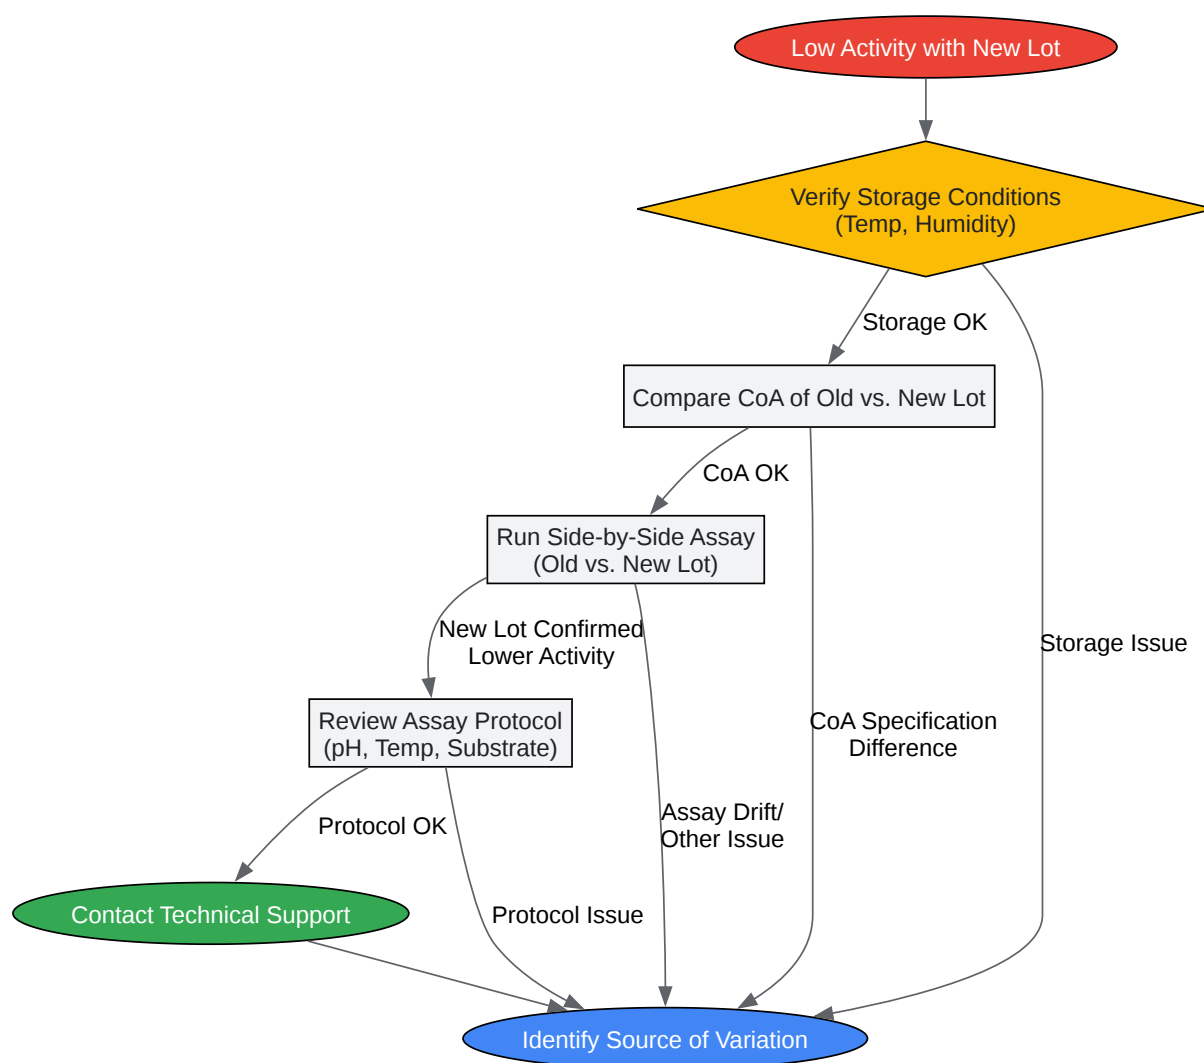 Low Activity with New Lot
Verify Storage Conditions
(Temp, Humidity)
Storage OK
Compare CoA of Old vs. New Lot
CoA OK
Run Side-by-Side Assay
(Old vs. New Lot)
New Lot Confirmed
Lower Activity
Storage Issue
Review Assay Protocol
(pH, Temp, Substrate)
CoA Specification
Difference
Protocol OK
Assay Drift/
Other Issue
Contact Technical Support
Protocol Issue
Identify Source of Variation